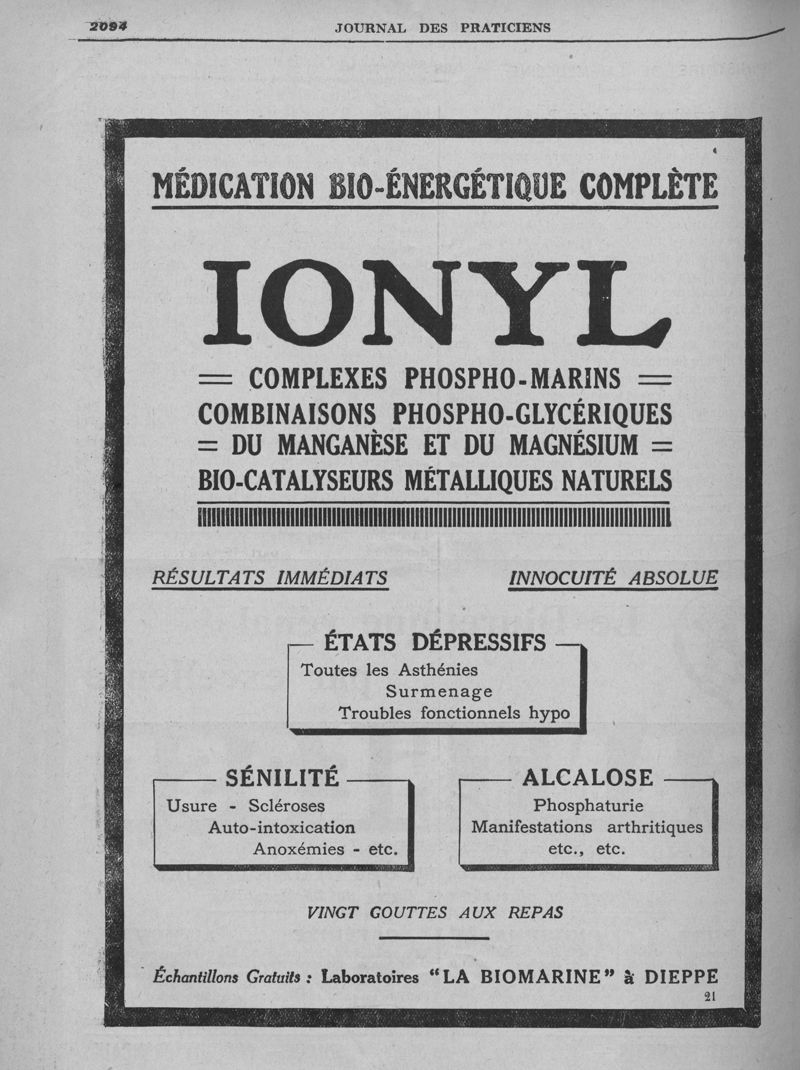 2094
JOURNAL DES PRATICIENS
MÉDICATION BIO-ÉNERGÉTIQUE COMPLÈTE
IONYL
= COMPLEXES PHOSPHO-MARINS =
COMBINAISONS PHOSPHO-GLYCÉRIQUES
= DU MANGANÈSE ET DU MAGNÉSIUM =
BIO-CATALYSEURS MÉTALLIQUES NATURELS
RÉSULTATS IMMÉDIATS
INNOCUITÉ ABSOLUE
ÉTATS DÉPRESSIFS
Toutes les Asthénies
Surmenage
Troubles fonctionnels hypo
SÉNILITÉ
Usure - Scléroses
Auto-intoxication
Anoxémies - etc.
ALCALOSE
Phosphaturie
Manifestations arthritiques
etc., etc.
VINGT GOUTTES AUX REPAS
Échantillons Gratuits : Laboratoires "LA BIOMARINE" à DIEPPE
21